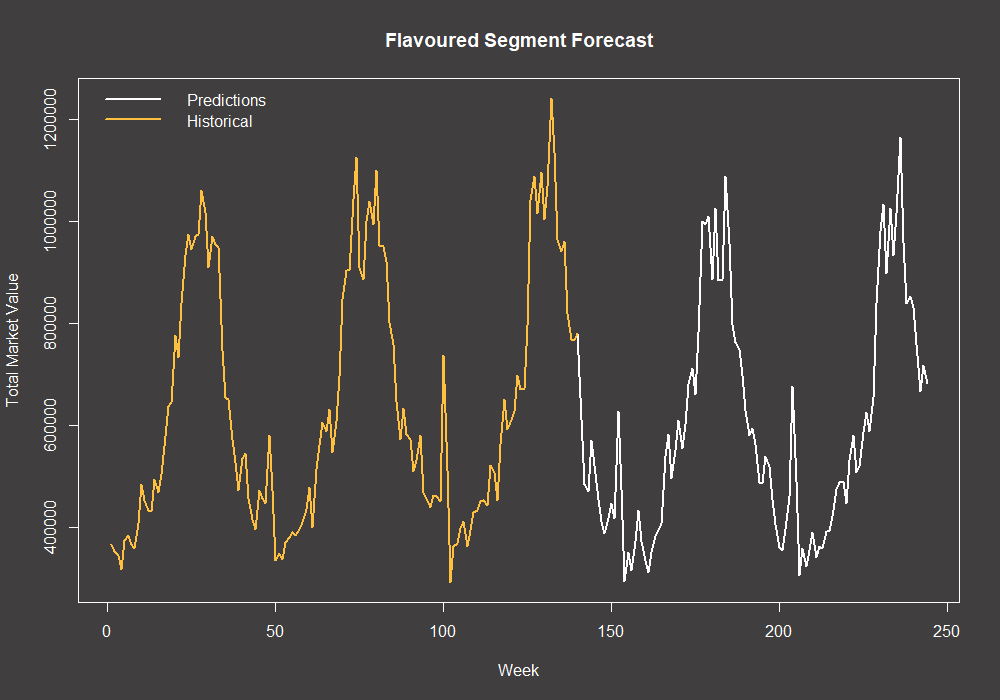 Flavoured Segment Forecast
Predictions
Historical
Total Market Value
1200000
1000000
800000
600000
400000
0 50 100 150 200 250
Week